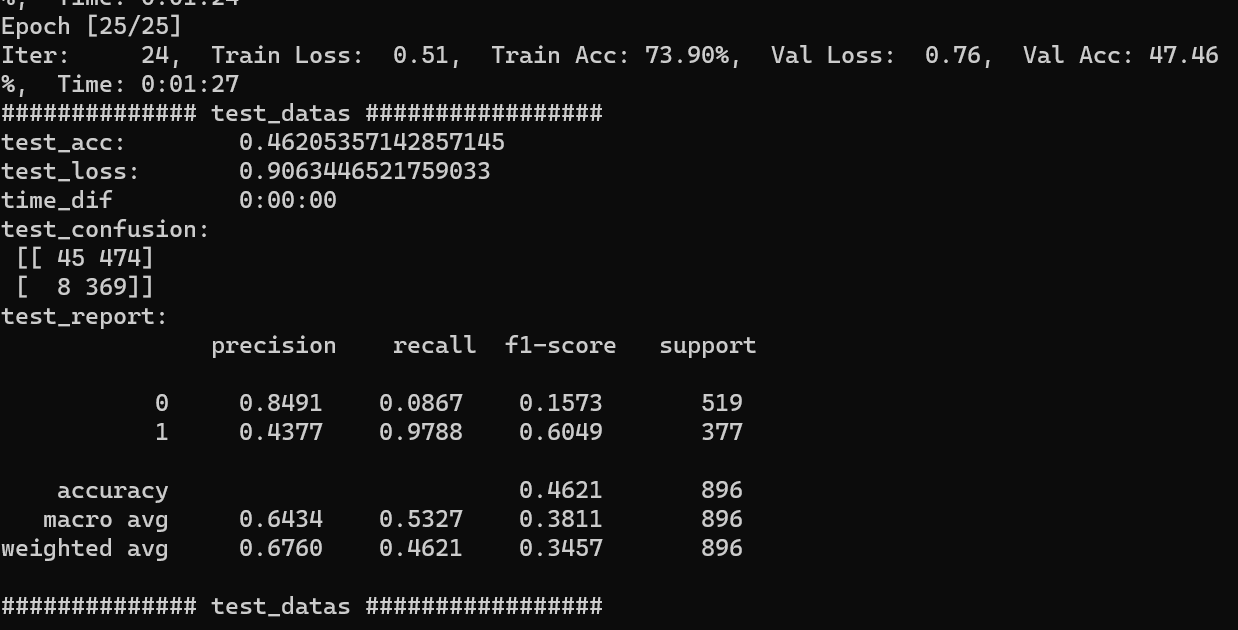 %,  Time: 0:01:24
Epoch [25/25]
Iter:     24,  Train Loss:  0.51,  Train Acc: 73.90%,  Val Loss:  0.76,  Val Acc: 47.46
%,  Time: 0:01:27
############## test_datas #################
test_acc:        0.46205357142857145
test_loss:       0.9063446521759033
time_dif         0:00:00
test_confusion:
 [[ 45 474]
 [  8 369]]
test_report:
               precision    recall  f1-score   support

           0     0.8491    0.0867    0.1573       519
           1     0.4377    0.9788    0.6049       377

    accuracy                         0.4621       896
   macro avg     0.6434    0.5327    0.3811       896
weighted avg     0.6760    0.4621    0.3457       896

############## test_datas #################